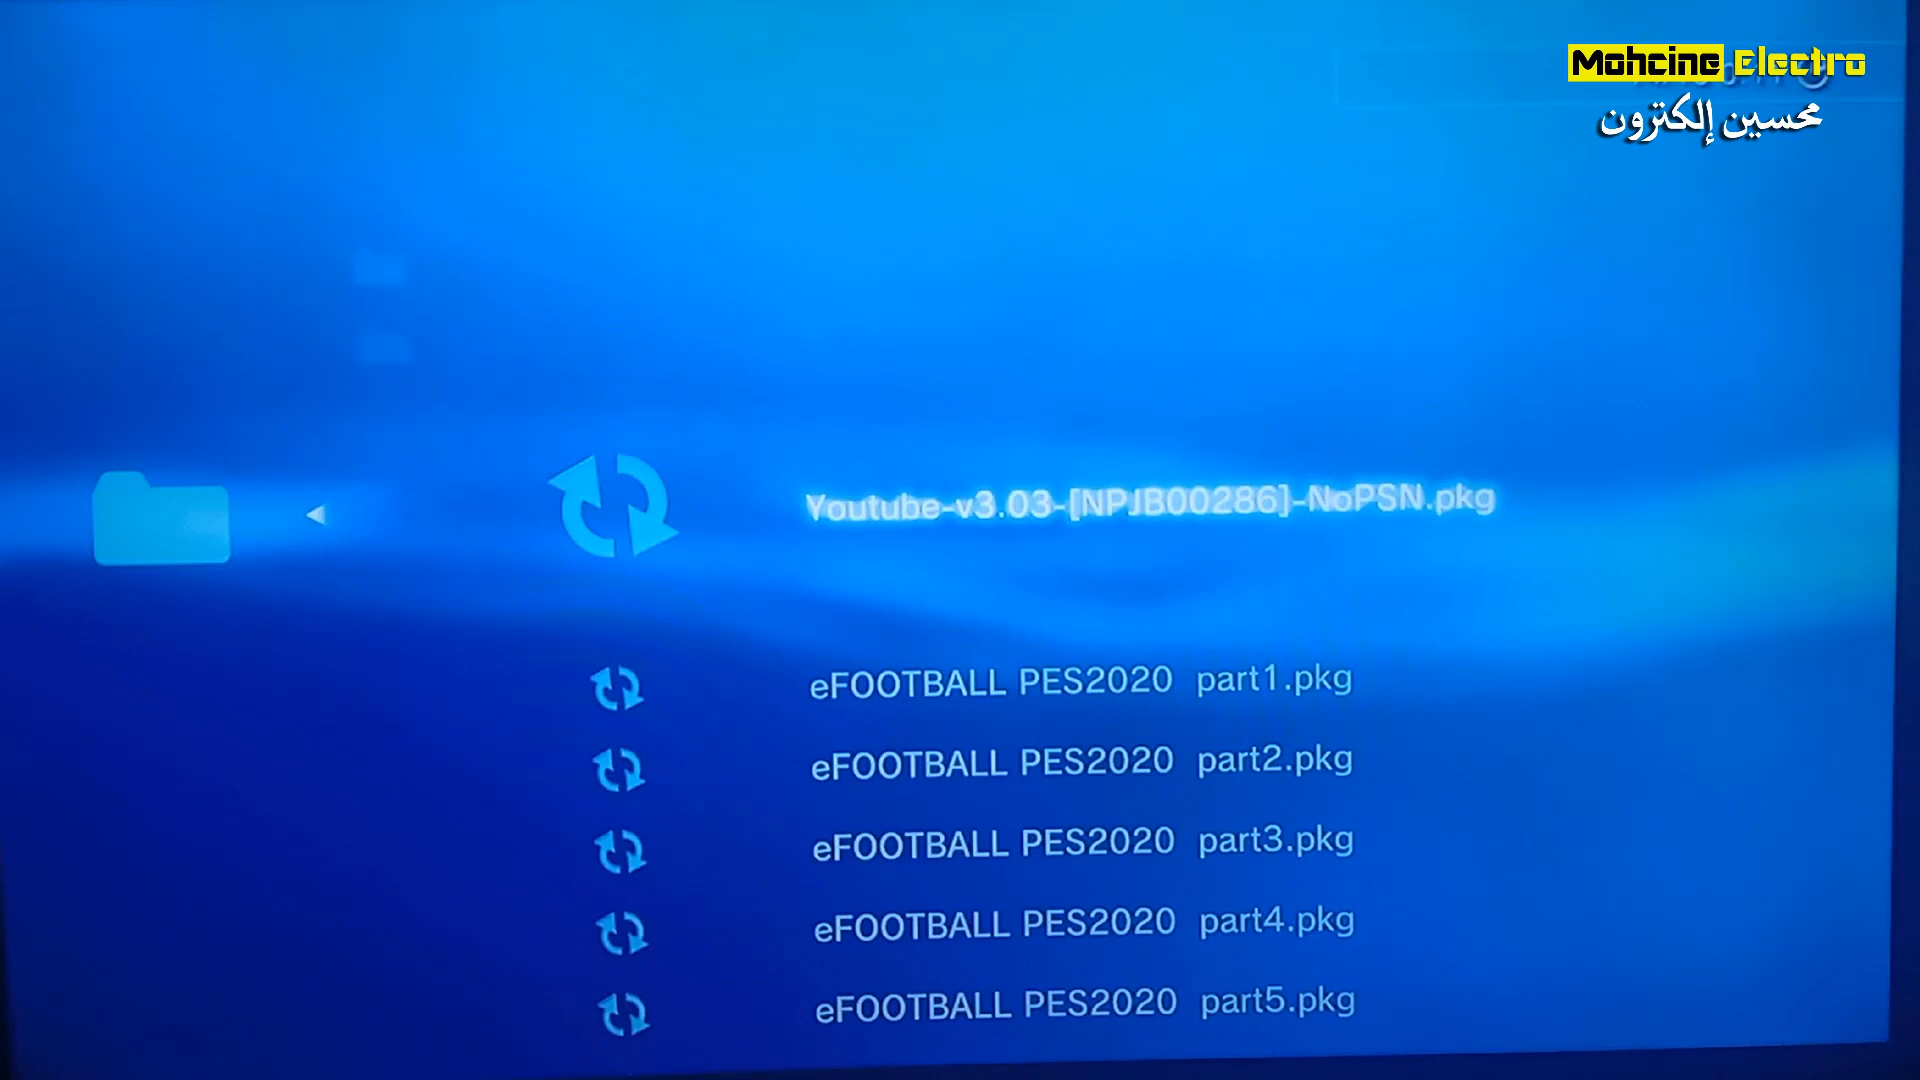 Mohcine Electro
محسين إلكترون
Youtube-v3.03-[NPJB00286]-NoPSN.pkg
eFOOTBALL PES2020 part1.pkg
eFOOTBALL PES2020 part2.pkg
eFOOTBALL PES2020 part3.pkg
eFOOTBALL PES2020 part4.pkg
eFOOTBALL PES2020 part5.pkg